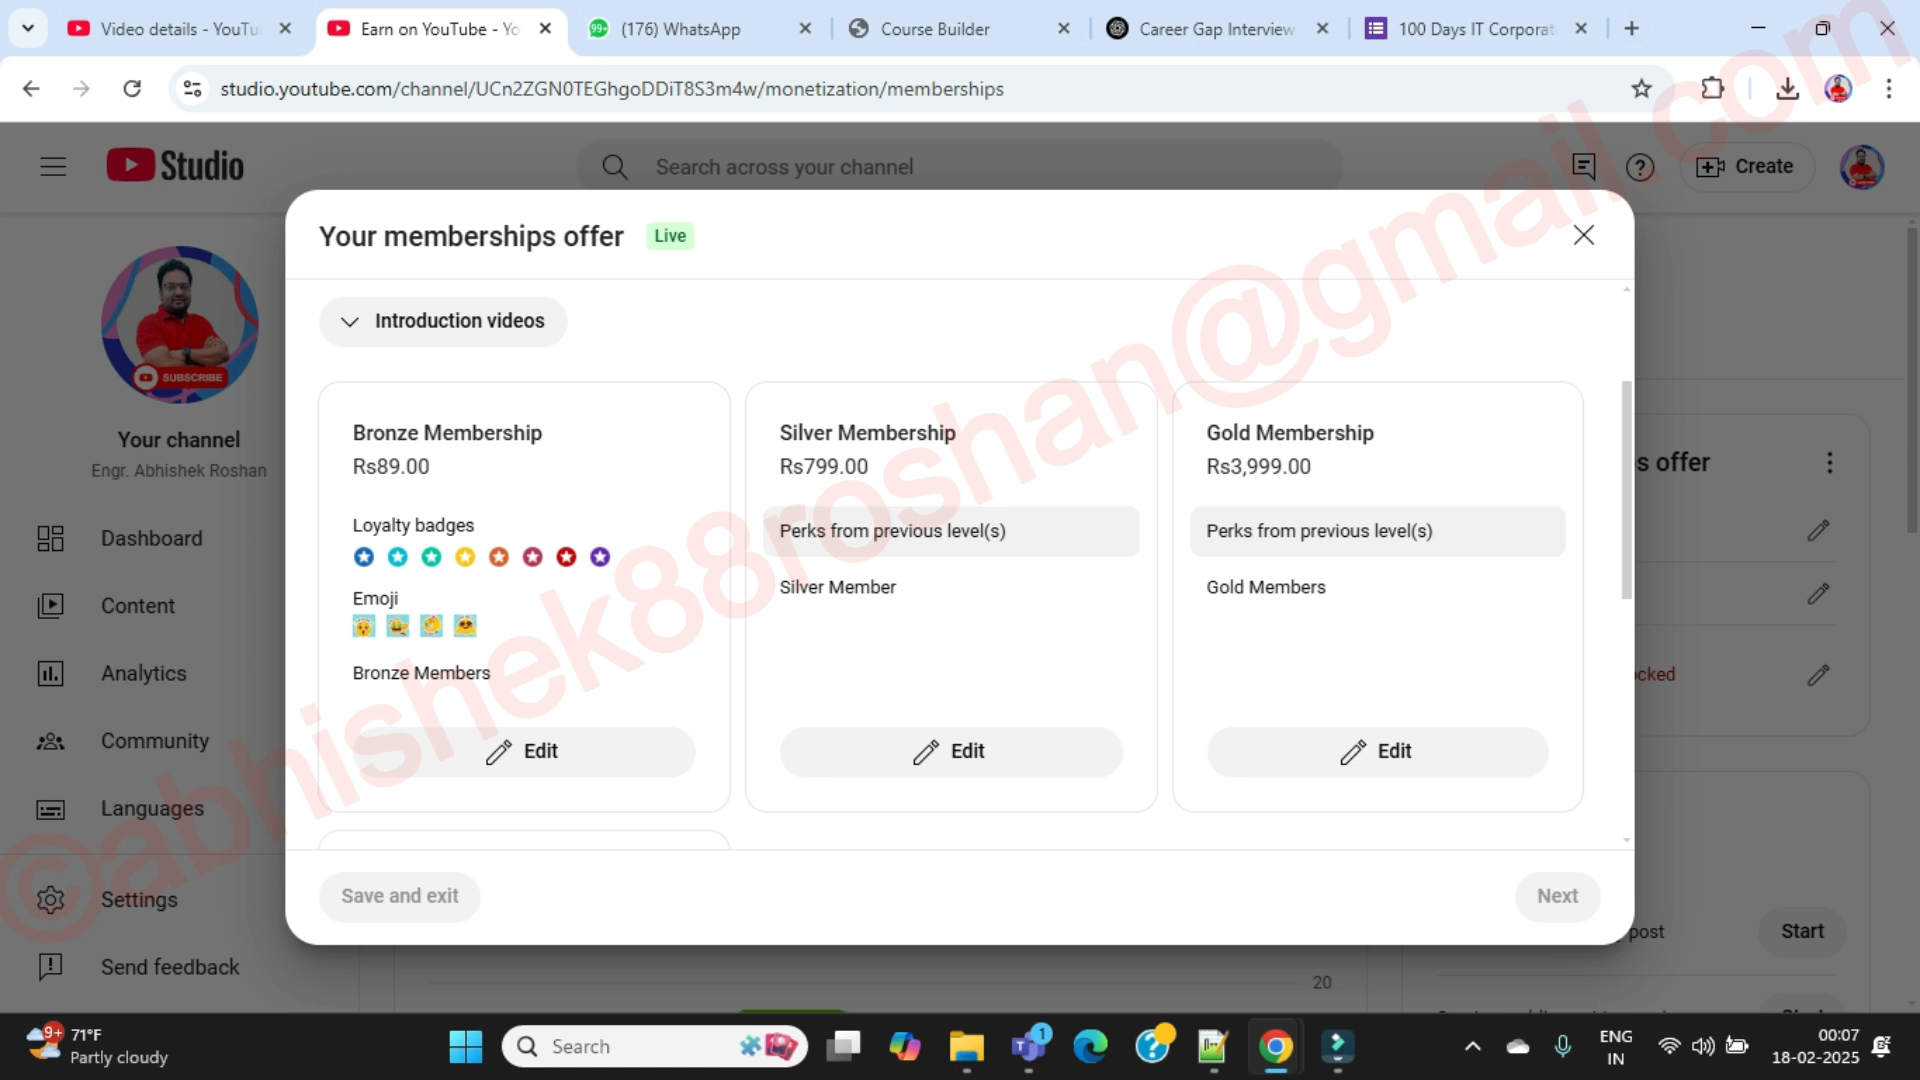 Video details - YouTu
Earn on YouTube - Yo
99+
(176) WhatsApp
Course Builder
Career Gap Interview
100 Days IT Corporat
studio.youtube.com/channel/UCn2ZGN0TEGhgoDDiT8S3m4w/monetization/memberships
Studio
Search across your channel
Create
Your memberships offer
Live
Introduction videos
SUBSCRIBE
Your channel
Engr. Abhishek Roshan
Dashboard
Content
Analytics
Community
Languages
Settings
Send feedback
Bronze Membership
Rs89.00
Loyalty badges
Emoji
Bronze Members
Edit
Silver Membership
Rs799.00
Perks from previous level(s)
Silver Member
Edit
Gold Membership
Rs3,999.00
Perks from previous level(s)
Gold Members
Edit
s offer
ocked
Save and exit
Next
post
Start
20
©abhishek88roshan@gmail.com
9+
71°F
Partly cloudy
Search
1
ENG
IN
00:07
18-02-2025